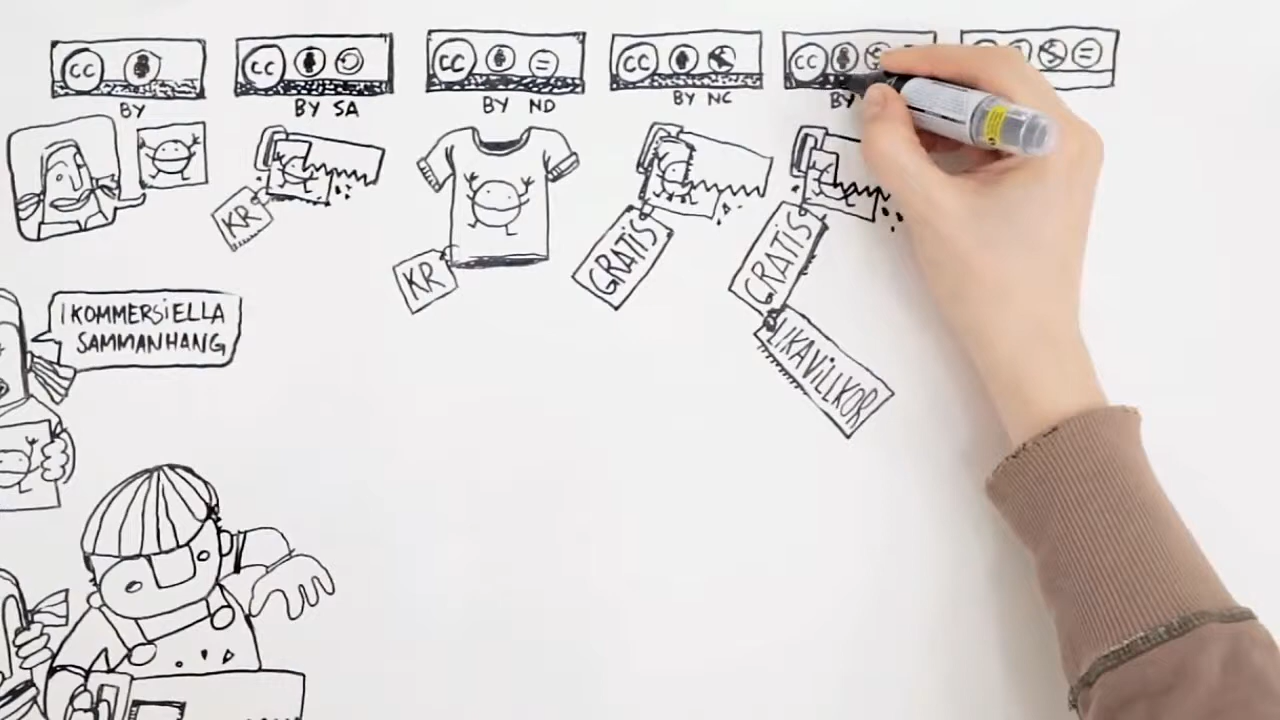 CC
CC
CC
CC
CC
BY
BY SA
BY ND
BY NC
BY
KR
KR
GRATIS
GRATIS
LIKAVILLKOR
I KOMMERSIELLA
SAMMANHANG